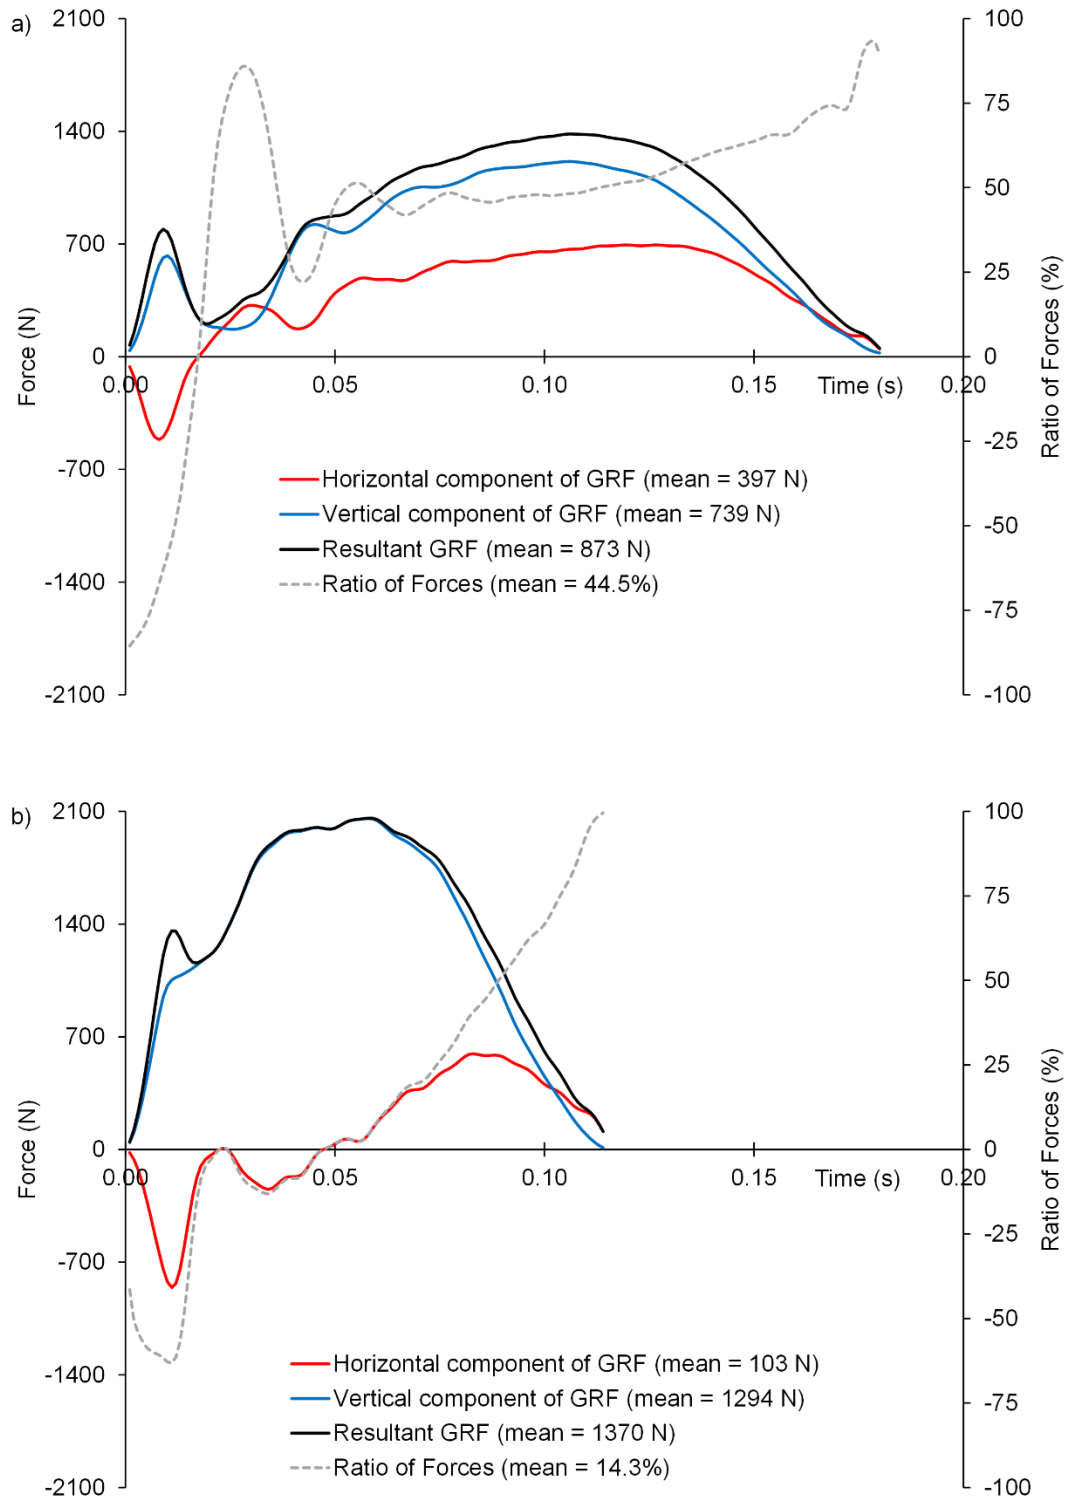 a)
2100
1400
700
0
-700
-1400
-2100
Force (N)
100
75
50
25
0
-25
-50
-75
-100
Ratio of Forces (%)
0.00
0.05
0.10
0.15
Time (s)
0.20
Horizontal component of GRF (mean = 397 N)
Vertical component of GRF (mean = 739 N)
Resultant GRF (mean = 873 N)
Ratio of Forces (mean = 44.5%)
b)
2100
1400
700
0
-700
-1400
-2100
Force (N)
100
75
50
25
0
-25
-50
-75
-100
Ratio of Forces (%)
0.00
0.05
0.10
0.15
Time (s)
0.20
Horizontal component of GRF (mean = 103 N)
Vertical component of GRF (mean = 1294 N)
Resultant GRF (mean = 1370 N)
Ratio of Forces (mean = 14.3%)